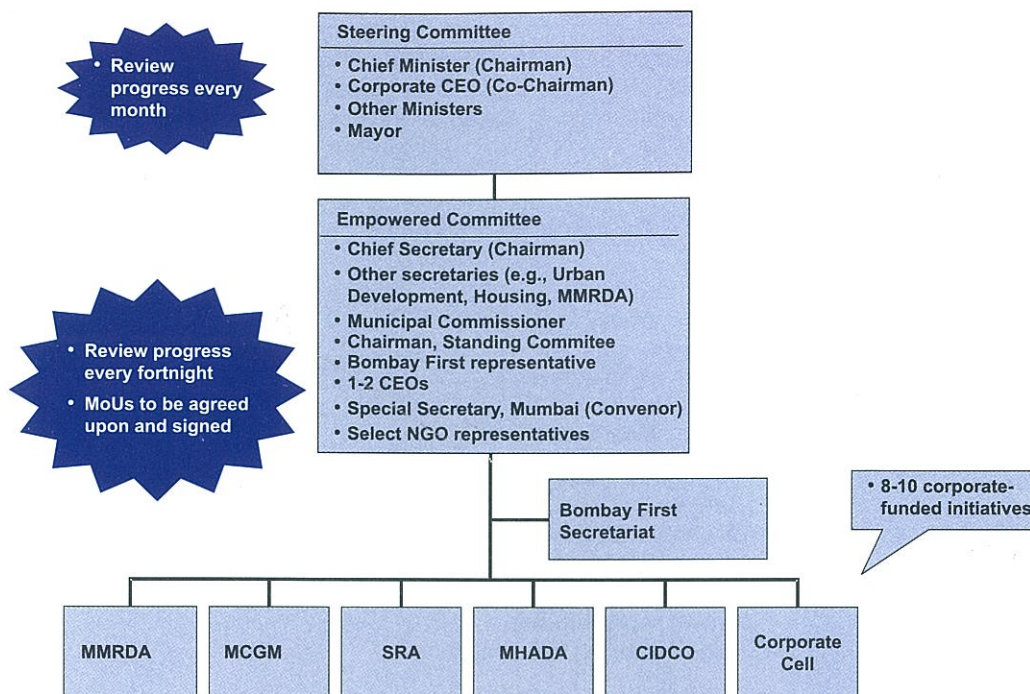 • Review
progress every
month
Steering Committee
• Chief Minister (Chairman)
• Corporate CEO (Co-Chairman)
• Other Ministers
• Mayor
Empowered Committee
• Chief Secretary (Chairman)
• Other secretaries (e.g., Urban
Development, Housing, MMRDA)
• Municipal Commissioner
• Chairman, Standing Committee
• Bombay First representative
• 1-2 CEOs
• Special Secretary, Mumbai (Convenor)
• Select NGO representatives
• Review progress
every fortnight
• MoUs to be agreed
upon and signed
Bombay First
Secretariat
• 8-10 corporate-
funded initiatives
MMRDA
MCGM
SRA
MHADA
CIDCO
Corporate
Cell